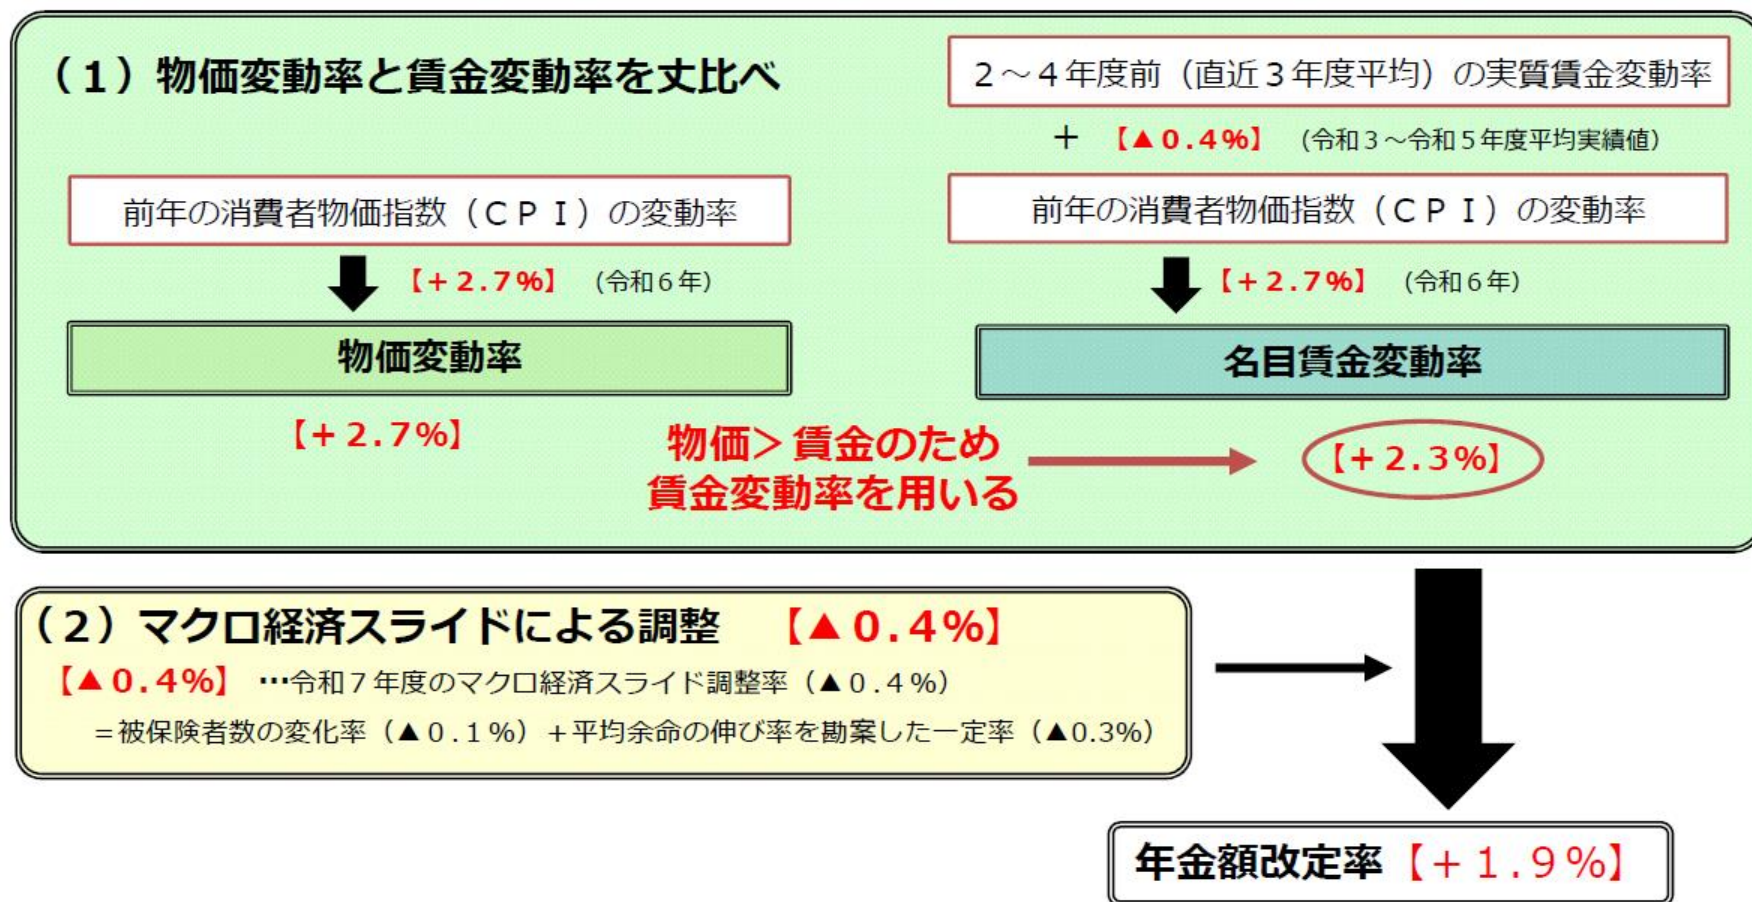 （１）物価変動率と賃金変動率を丈比べ
前年の消費者物価指数（ＣＰＩ）の変動率
【＋２.７％】 （令和６年）
物価変動率
【＋２.７％】
２～４年度前（直近３年度平均）の実質賃金変動率
＋ 【▲０.４％】 （令和３～令和５年度平均実績値）
前年の消費者物価指数（ＣＰＩ）の変動率
【＋２.７％】 （令和６年）
名目賃金変動率
物価＞賃金のため
賃金変動率を用いる
【＋２.３％】
（２）マクロ経済スライドによる調整 【▲０.４％】
【▲０.４％】 …令和７年度のマクロ経済スライド調整率（▲０.４％）
＝被保険者数の変化率（▲０.１％）＋平均余命の伸び率を勘案した一定率（▲0.3%）
年金額改定率【＋１.９％】